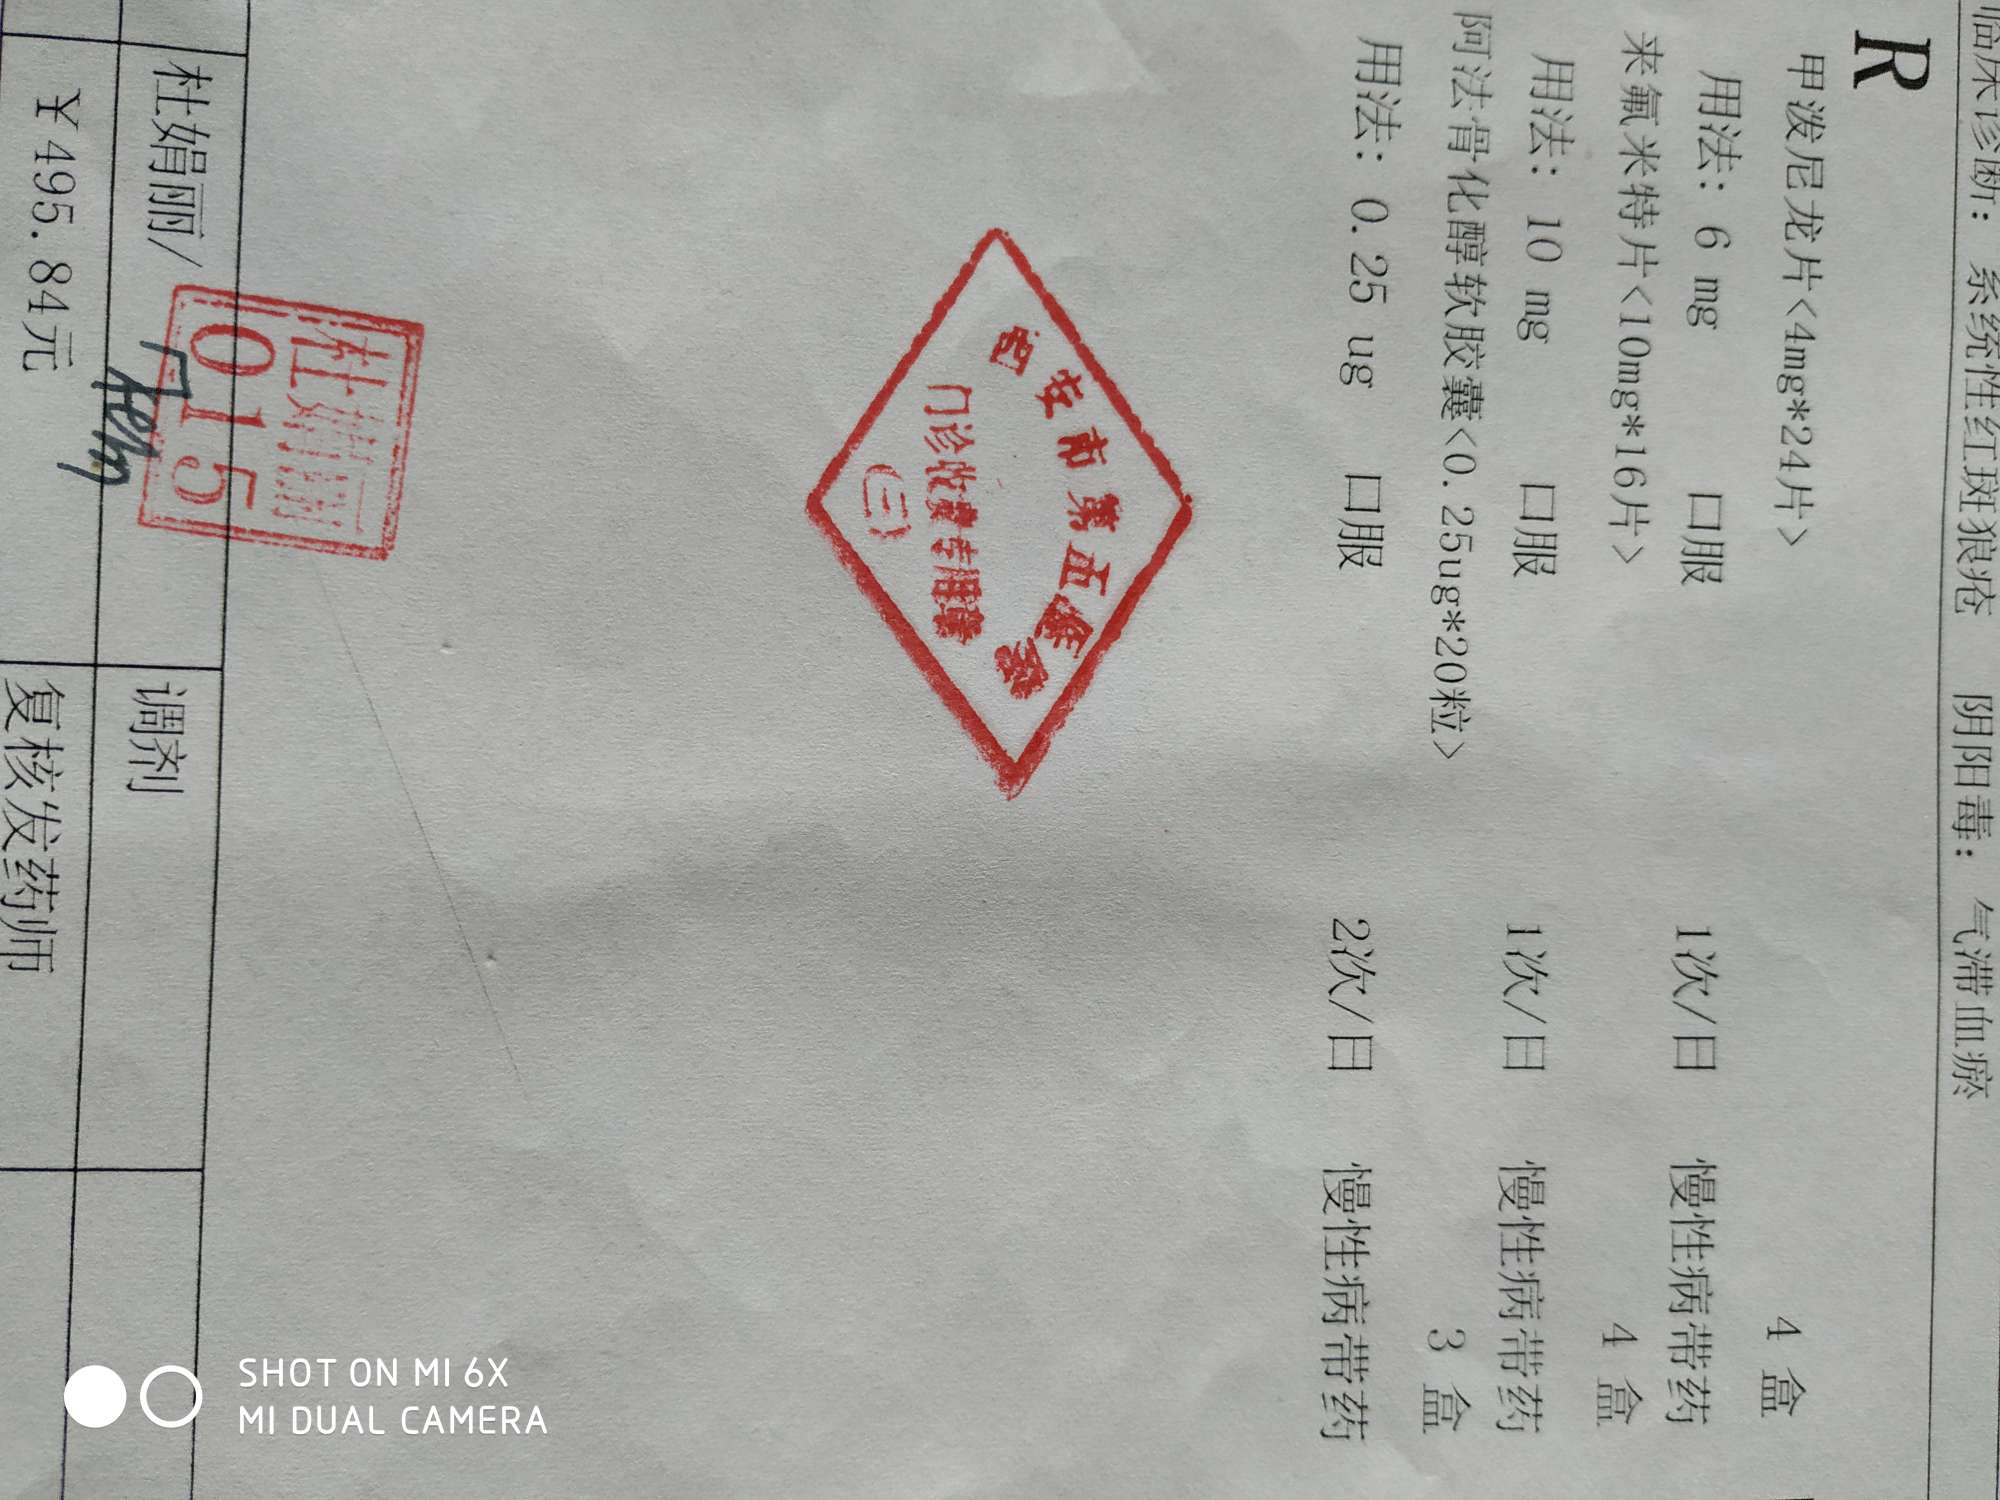 临床诊断：系统性红斑狼疮 阴阳毒：气滞血瘀
R
甲泼尼龙片<4mg*24片> 4 盒
用法：6 mg 口服 1次/日 慢性病带药
来氟米特片<10mg*16片> 4 盒
用法：10 mg 口服 1次/日 慢性病带药
阿法骨化醇软胶囊<0.25ug*20粒> 3 盒
用法：0.25 ug 口服 2次/日 慢性病带药
西安市第五医院
门诊收费专用章
(三)
杜娟丽
015
杜娟丽/ 调剂
￥495.84元 复核发药师
SHOT ON MI 6X
MI DUAL CAMERA